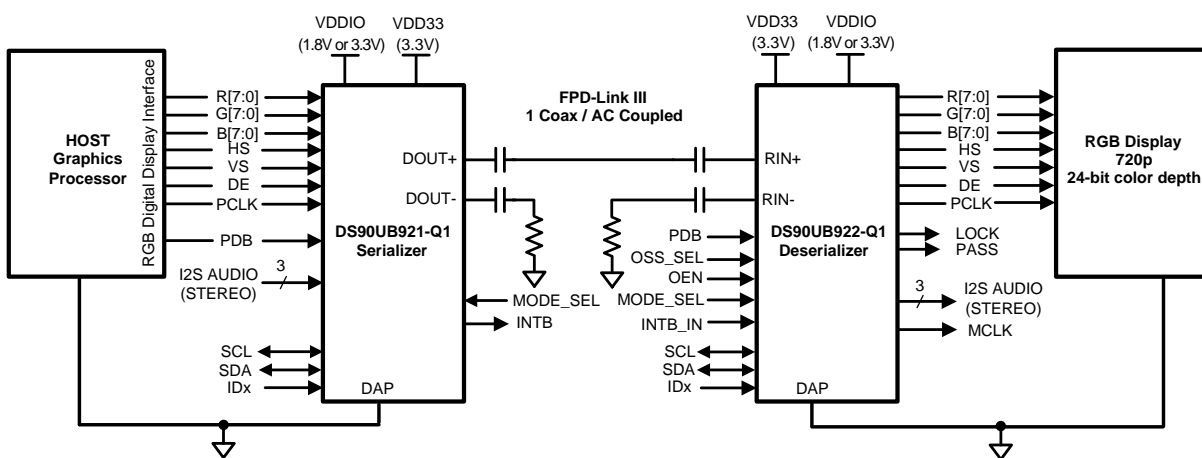 VDDIO
(1.8V or 3.3V)
VDD33
(3.3V)
VDD33
(3.3V)
VDDIO
(1.8V or 3.3V)
HOST
Graphics
Processor
RGB Digital Display Interface
R[7:0]
G[7:0]
B[7:0]
HS
VS
DE
PCLK
PDB
I2S AUDIO
(STEREO)
3
SCL
SDA
IDx
DOUT+
DOUT-
DS90UB921-Q1
Serializer
MODE_SEL
INTB
DAP
FPD-Link III
1 Coax / AC Coupled
RIN+
RIN-
DS90UB922-Q1
Deserializer
PDB
OSS_SEL
OEN
MODE_SEL
INTB_IN
SCL
SDA
IDx
DAP
R[7:0]
G[7:0]
B[7:0]
HS
VS
DE
PCLK
LOCK
PASS
3
I2S AUDIO
(STEREO)
MCLK
RGB Display
720p
24-bit color depth